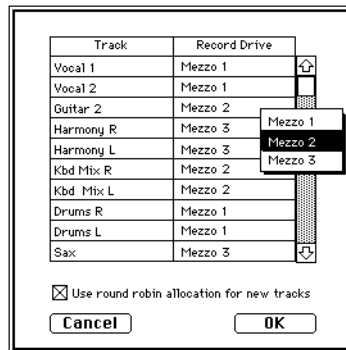 Track Record Drive
Vocal 1 Mezzo 1
Vocal 2 Mezzo 1
Guitar 2 Mezzo 2
Mezzo 1
Harmony R Mezzo 3
Mezzo 2
Harmony L Mezzo 3
Mezzo 3
Kbd Mix R Mezzo 2
Kbd Mix L Mezzo 2
Drums R Mezzo 1
Drums L Mezzo 1
Sax Mezzo 3
Use round robin allocation for new tracks
Cancel OK